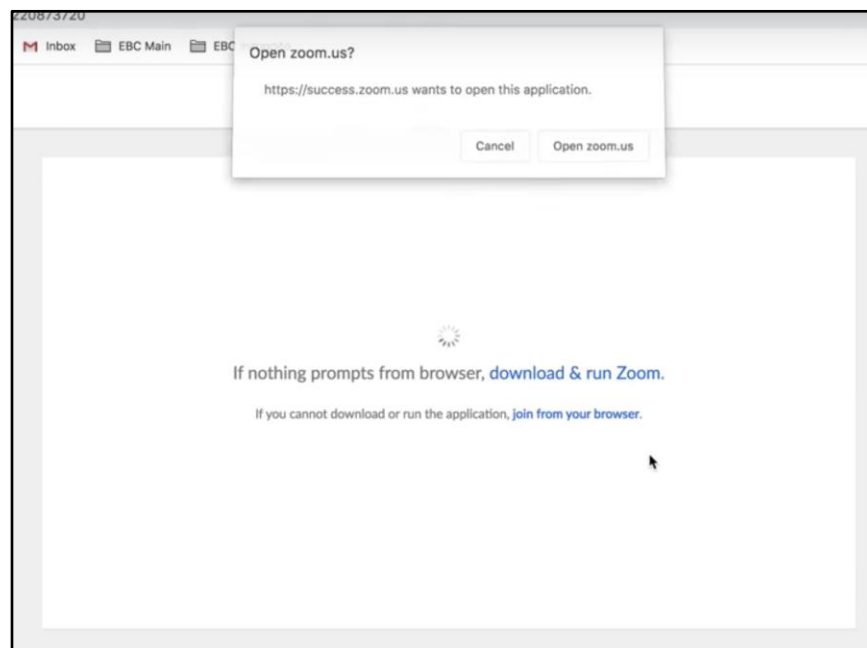 220873720
Inbox EBC Main EBC
Open zoom.us?
https://success.zoom.us wants to open this application.
Cancel Open zoom.us
If nothing prompts from browser, download & run Zoom.
If you cannot download or run the application, join from your browser.